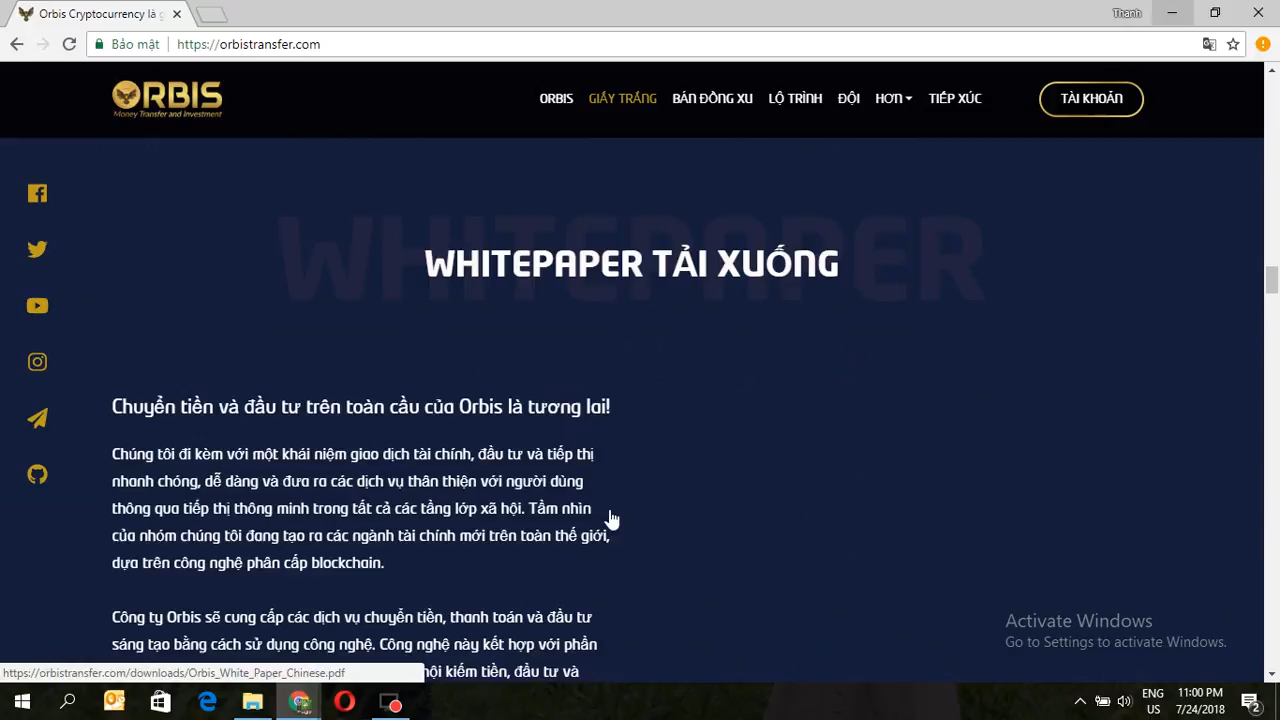 Orbis Cryptocurrency là g
Thanh
Bảo mật
https://orbistransfer.com
ORBIS
Money Transfer and Investment
ORBIS
GIẤY TRẮNG
BẢN ĐỒNG XU
LỘ TRÌNH
ĐỘI
HƠN
TIẾP XÚC
TÀI KHOẢN
WHITEPAPER
WHITEPAPER TẢI XUỐNG
Chuyển tiền và đầu tư trên toàn cầu của Orbis là tương lai!
Chúng tôi đi kèm với một khái niệm giao dịch tài chính, đầu tư và tiếp thị
nhanh chóng, dễ dàng và đưa ra các dịch vụ thân thiện với người dùng
thông qua tiếp thị thông minh trong tất cả các tầng lớp xã hội. Tầm nhìn
của nhóm chúng tôi đang tạo ra các ngành tài chính mới trên toàn thế giới,
dựa trên công nghệ phân cấp blockchain.
Công ty Orbis sẽ cung cấp các dịch vụ chuyển tiền, thanh toán và đầu tư
sáng tạo bằng cách sử dụng công nghệ. Công nghệ này kết hợp với phần
hội kiếm tiền, đầu tư và
Activate Windows
Go to Settings to activate Windows.
https://orbistransfer.com/downloads/Orbis_White_Paper_Chinese.pdf
ENG
US
11:00 PM
7/24/2018
2